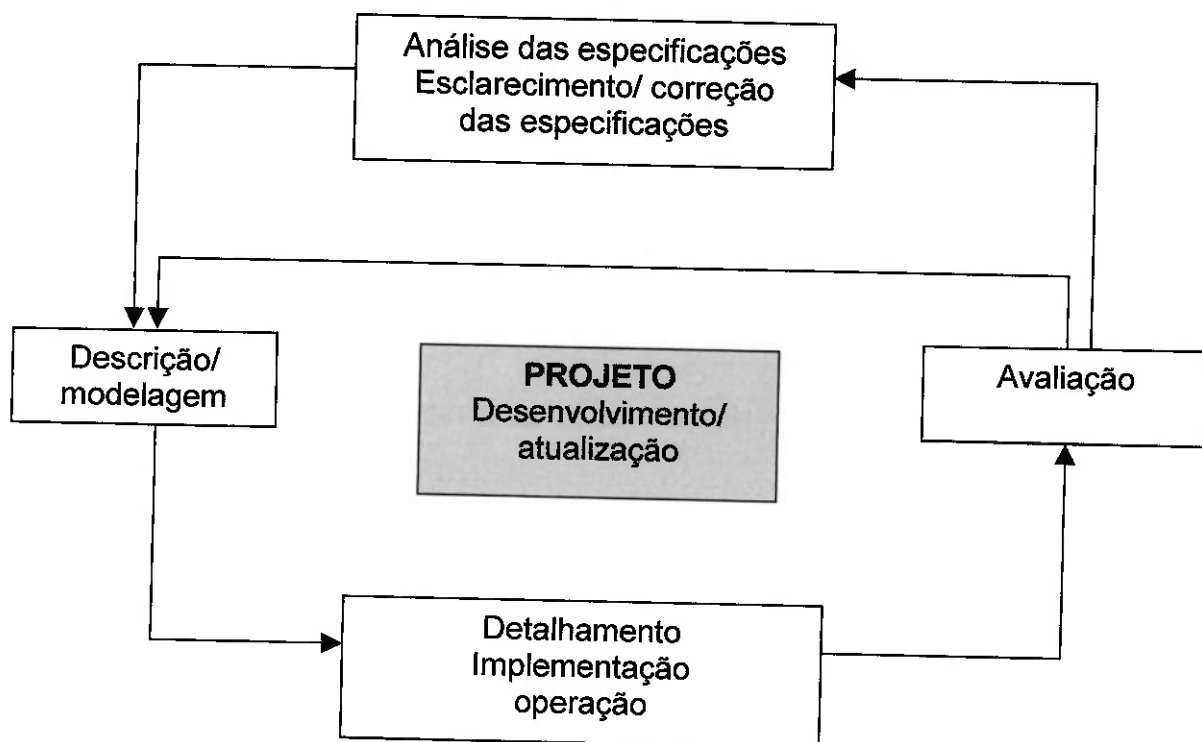 Análise das especificações
Esclarecimento/ correção
das especificações
Descrição/
modelagem
PROJETO
Desenvolvimento/
atualização
Avaliação
Detalhamento
Implementação
operação